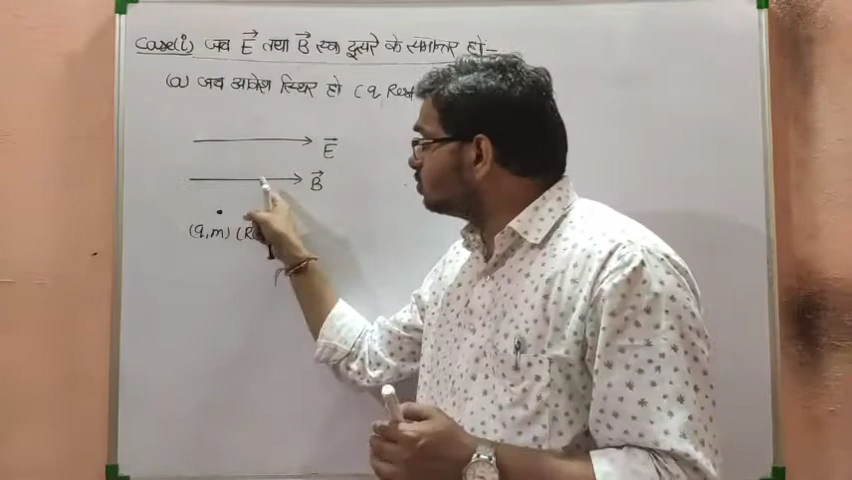 Case(i) जब E→ तथा B→ एक दूसरे के समान्तर हो:-
(a) जब आवेश स्थिर हो (q Rest
E→
B→
(q,m) (R